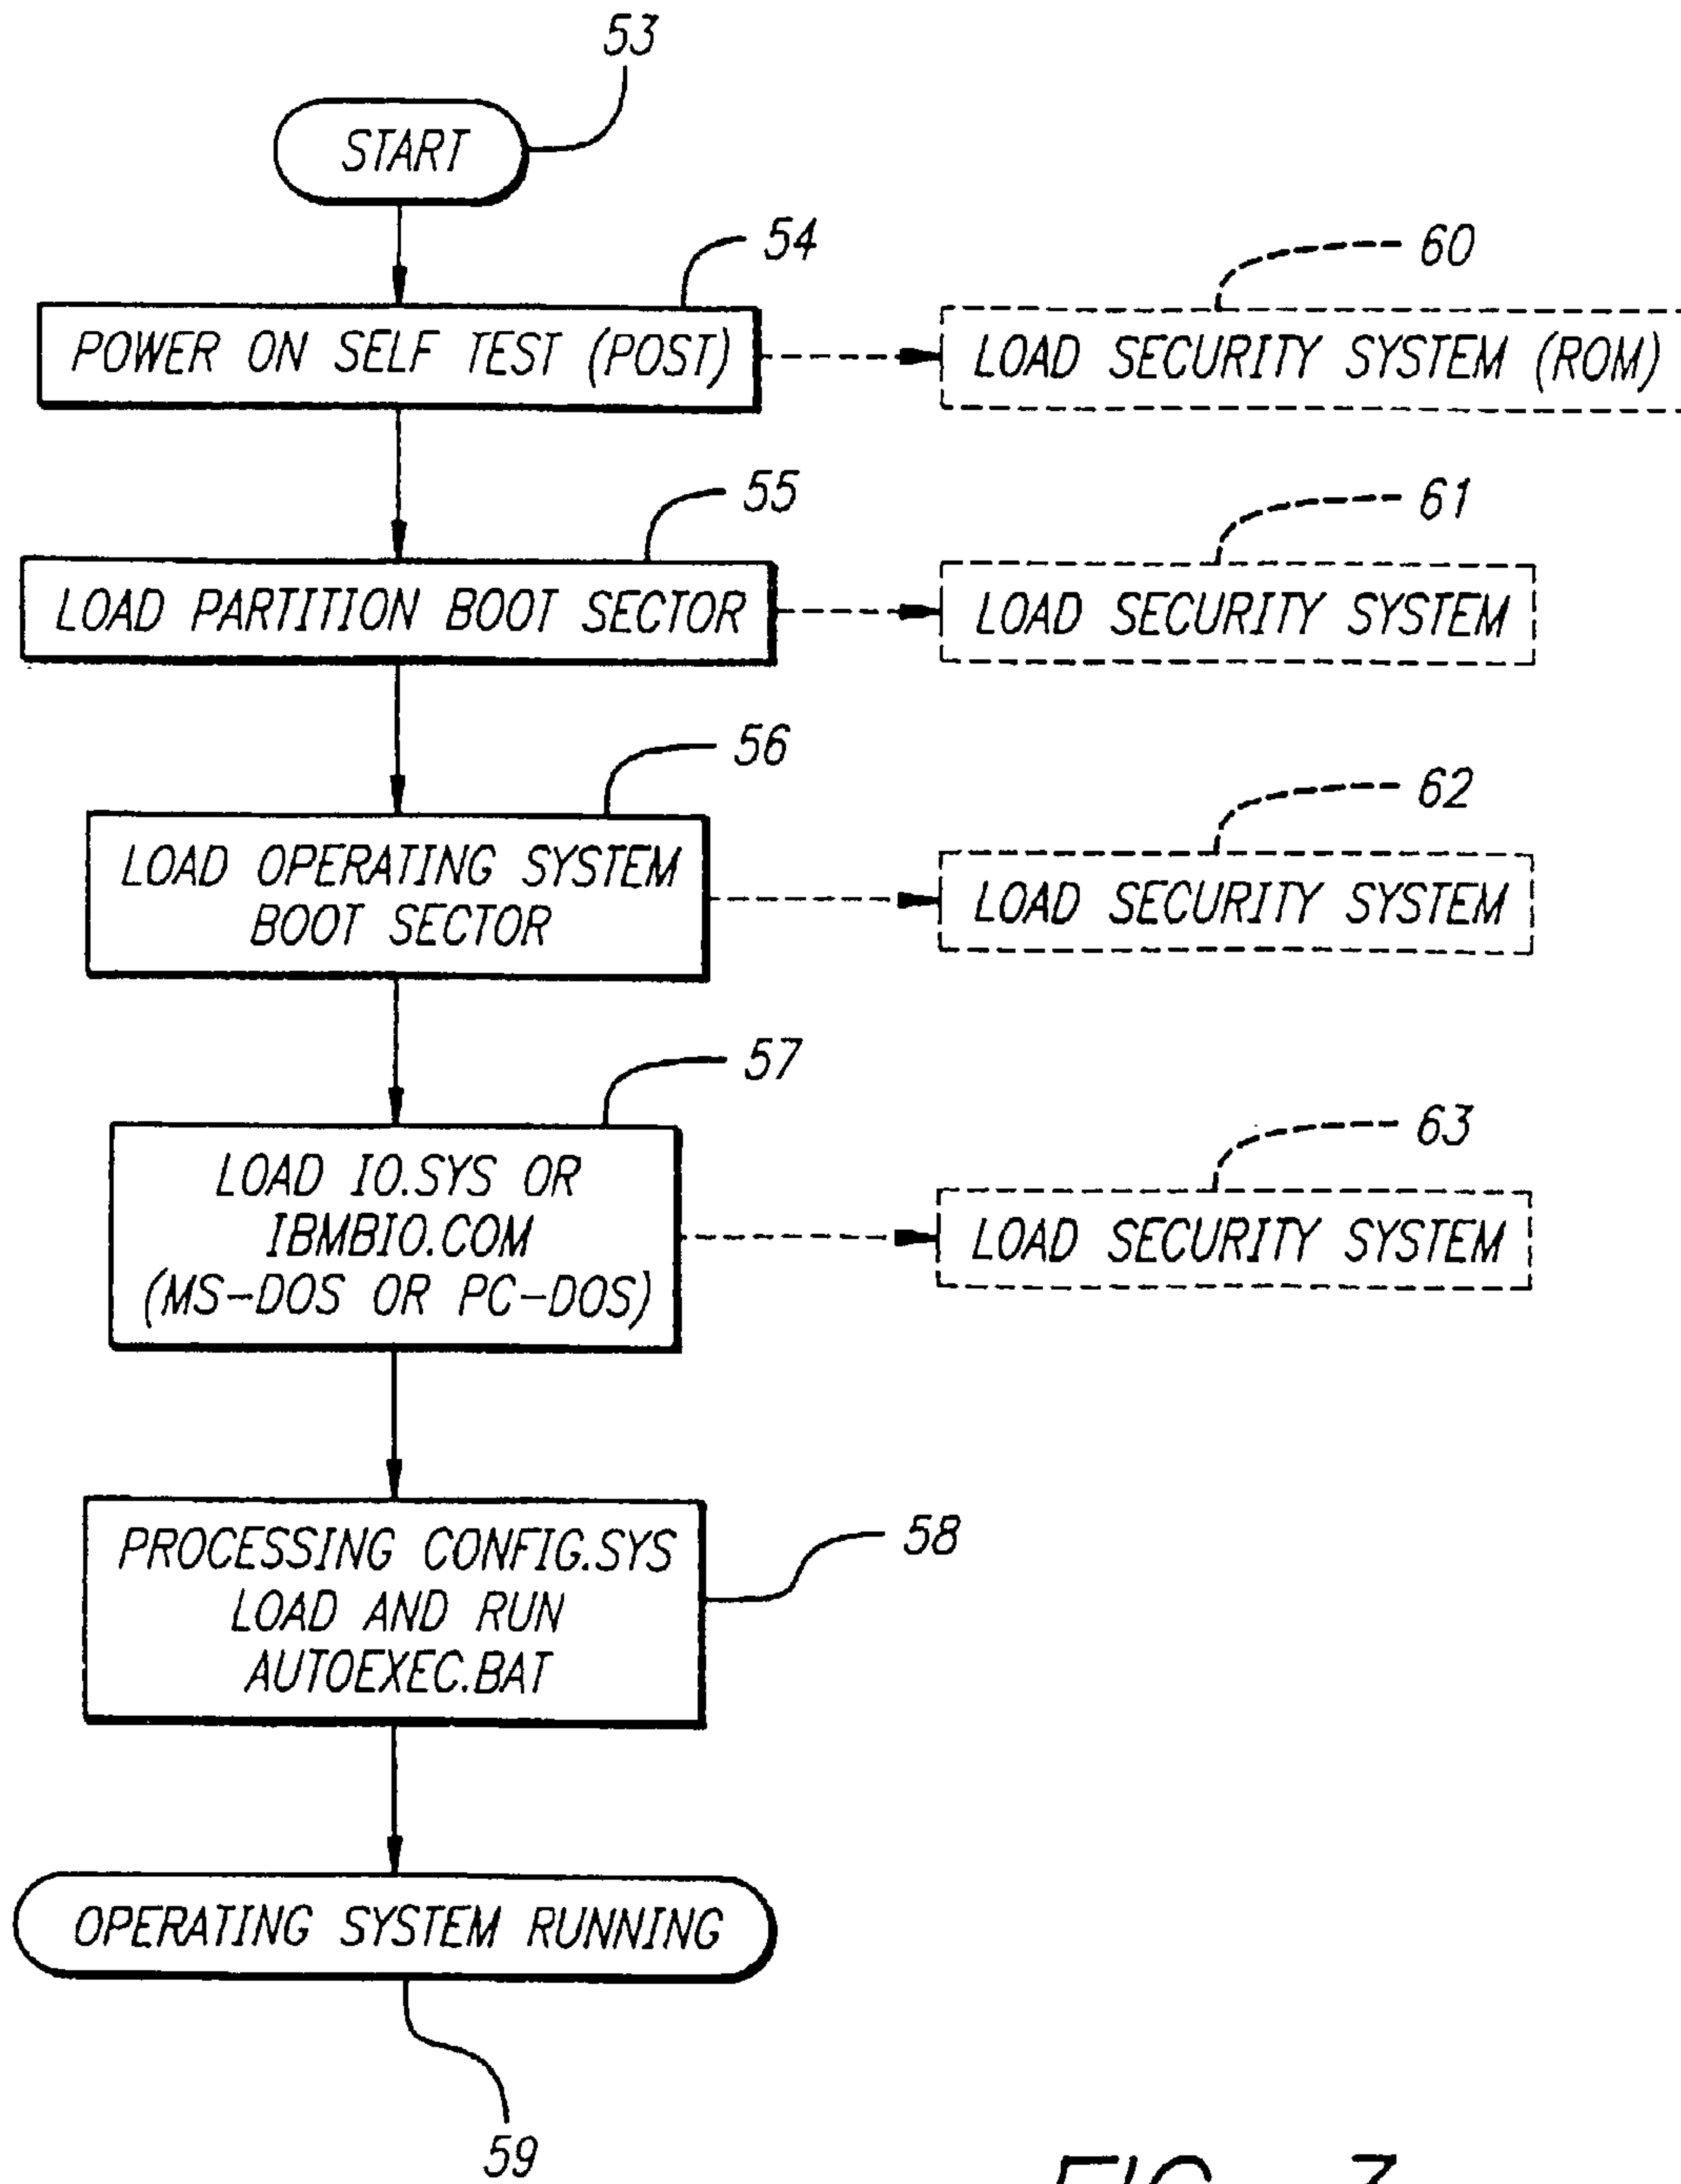 53
START
54
POWER ON SELF TEST (POST)
60
LOAD SECURITY SYSTEM (ROM)
55
LOAD PARTITION BOOT SECTOR
61
LOAD SECURITY SYSTEM
56
LOAD OPERATING SYSTEM
BOOT SECTOR
62
LOAD SECURITY SYSTEM
57
LOAD IO.SYS OR
IBMBIO.COM
(MS-DOS OR PC-DOS)
63
LOAD SECURITY SYSTEM
58
PROCESSING CONFIG.SYS
LOAD AND RUN
AUTOEXEC.BAT
OPERATING SYSTEM RUNNING
59